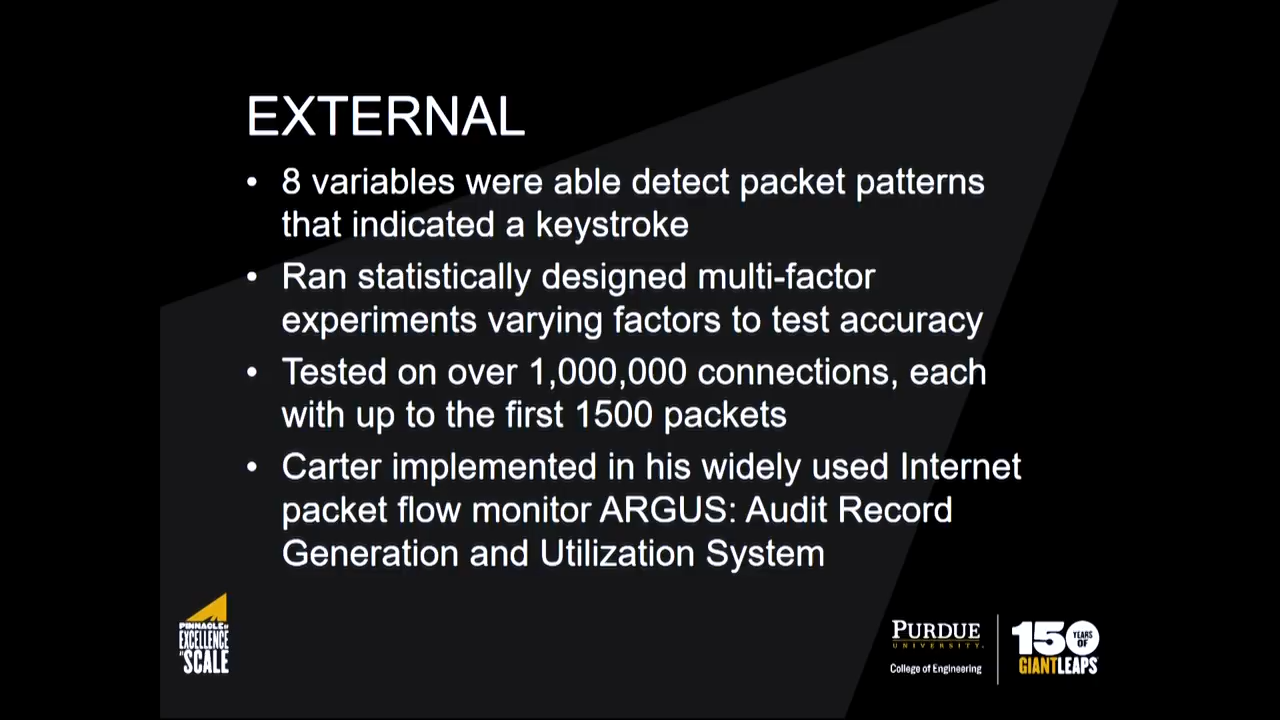 EXTERNAL
• 8 variables were able detect packet patterns
that indicated a keystroke
• Ran statistically designed multi-factor
experiments varying factors to test accuracy
• Tested on over 1,000,000 connections, each
with up to the first 1500 packets
• Carter implemented in his widely used Internet
packet flow monitor ARGUS: Audit Record
Generation and Utilization System
PINNACLE OF
EXCELLENCE
AT SCALE
PURDUE
UNIVERSITY
College of Engineering
150 YEARS OF
GIANT LEAPS